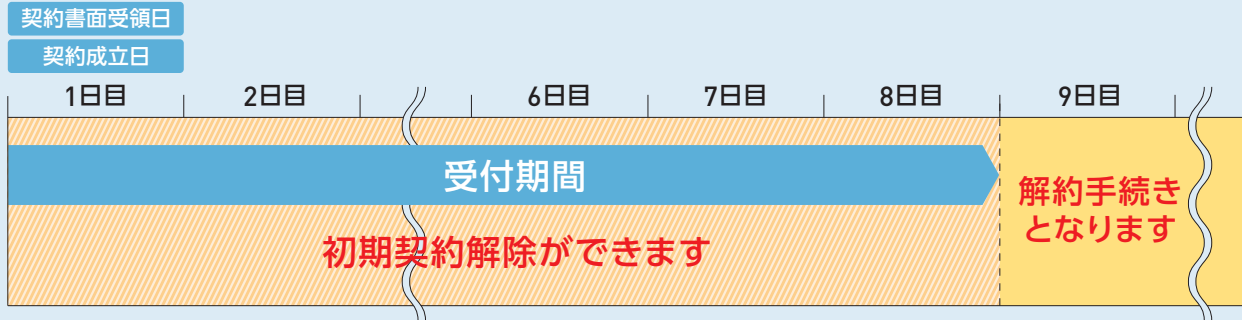 契約書面受領日
契約成立日
1日目
2日目
6日目
7日目
8日目
9日目
受付期間
初期契約解除ができます
解約手続き
となります